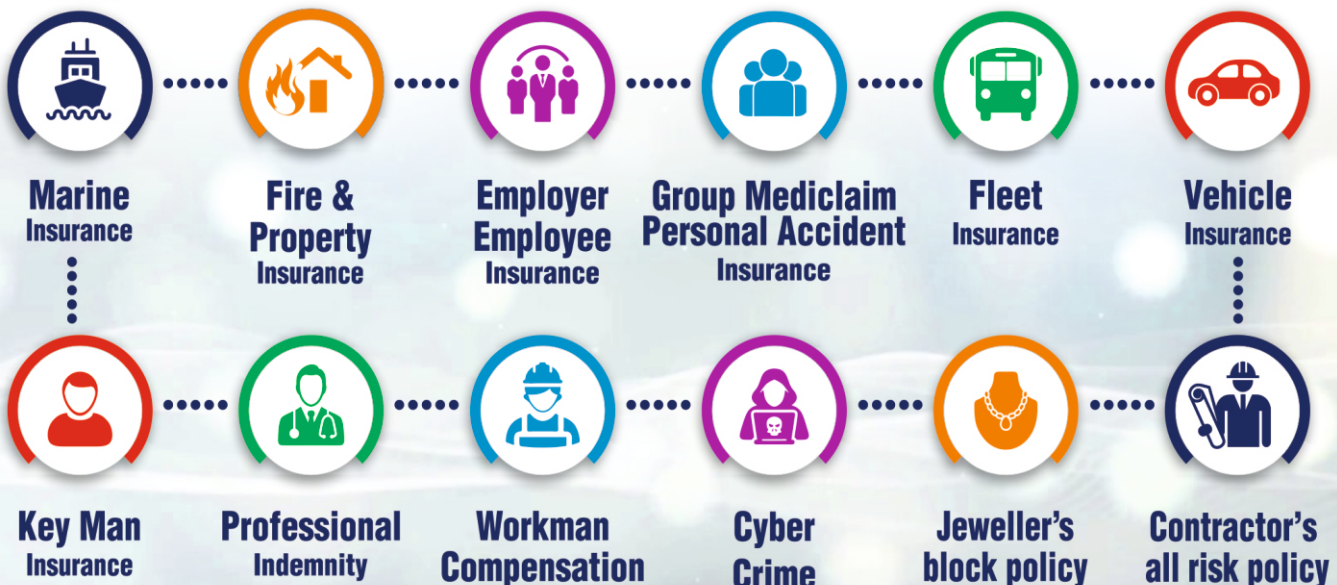 Marine
Insurance
Fire &
Property
Insurance
Employer
Employee
Insurance
Group Mediclaim
Personal Accident
Insurance
Fleet
Insurance
Vehicle
Insurance
Key Man
Insurance
Professional
Indemnity
Workman
Compensation
Cyber
Crime
Jeweller's
block policy
Contractor's
all risk policy